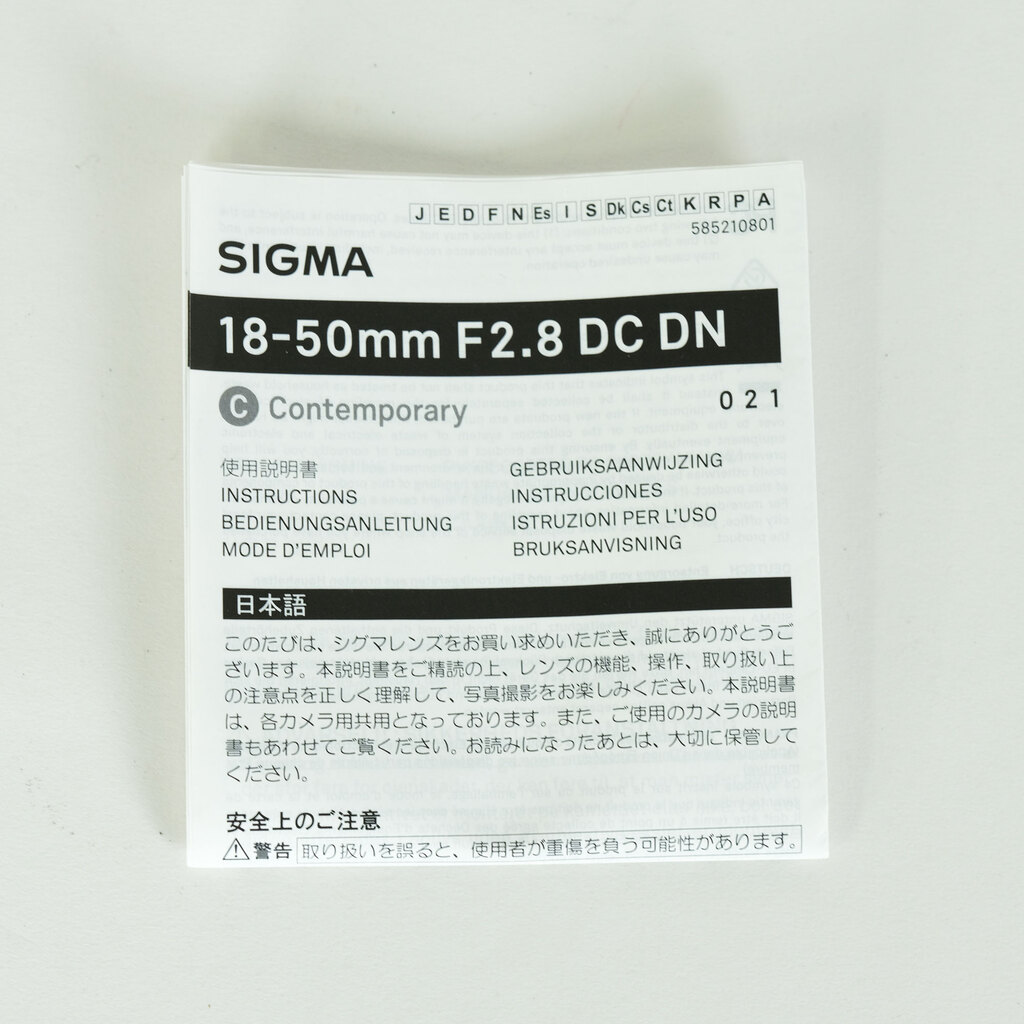 J E D F N Es I S Dk Cs Ct K R P A
585210801
SIGMA
18-50mm F2.8 DC DN
C Contemporary
0 2 1
使用説明書
INSTRUCTIONS
BEDIENUNGSANLEITUNG
MODE D'EMPLOI
GEBRUIKSAANWIJZING
INSTRUCCIONES
ISTRUZIONI PER L'USO
BRUKSANVISNING
日本語
このたびは、シグマレンズをお買い求めいただき、誠にありがとうご
ざいます。本説明書をご精読の上、レンズの機能、操作、取り扱い上
の注意点を正しく理解して、写真撮影をお楽しみください。本説明書
は、各カメラ用共用となっております。また、ご使用のカメラの説明
書もあわせてご覧ください。お読みになったあとは、大切に保管して
ください。
安全上のご注意
⚠ 警告 取り扱いを誤ると、使用者が重傷を負う可能性があります。